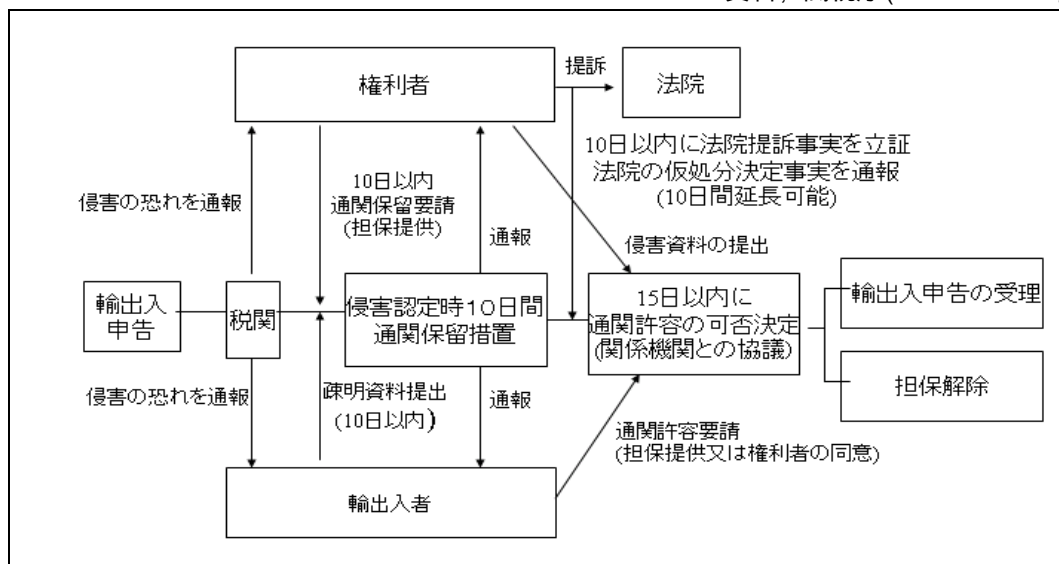 権利者
提訴
法院
10日以内に法院提訴事実を立証
法院の仮処分決定事実を通報
(10日間延長可能)
侵害の恐れを通報
10日以内
通関保留要請
(担保提供)
通報
侵害資料の提出
輸出入
申告
税関
侵害認定時10日間
通関保留措置
15日以内に
通関許容の可否決定
(関係機関との協議)
輸出入申告の受理
担保解除
侵害の恐れを通報
疎明資料提出
(10日以内)
通報
通関許容要請
(担保提供又は権利者の同意)
輸出入者